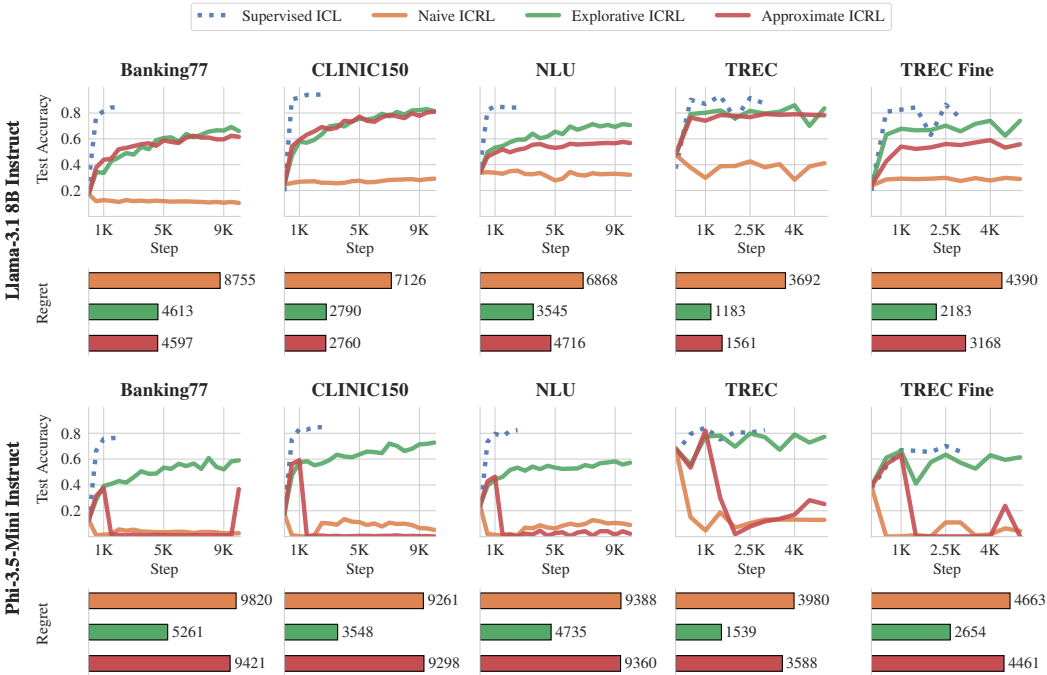 Supervised ICL Naive ICRL Explorative ICRL Approximate ICRL
Llama-3.1 8B Instruct
Banking77 CLINIC150 NLU TREC TREC Fine
Test Accuracy
0.8
0.6
0.4
0.2
1K 5K 9K 1K 5K 9K 1K 5K 9K 1K 2.5K 4K 1K 2.5K 4K
Step Step Step Step Step
Regret
8755 7126 6868 3692 4390
4613 2790 3545 1183 2183
4597 2760 4716 1561 3168
Phi-3.5-Mini Instruct
Banking77 CLINIC150 NLU TREC TREC Fine
Test Accuracy
0.8
0.6
0.4
0.2
1K 5K 9K 1K 5K 9K 1K 5K 9K 1K 2.5K 4K 1K 2.5K 4K
Step Step Step Step Step
Regret
9820 9261 9388 3980 4663
5261 3548 4735 1539 2654
9421 9298 9360 3588 4461